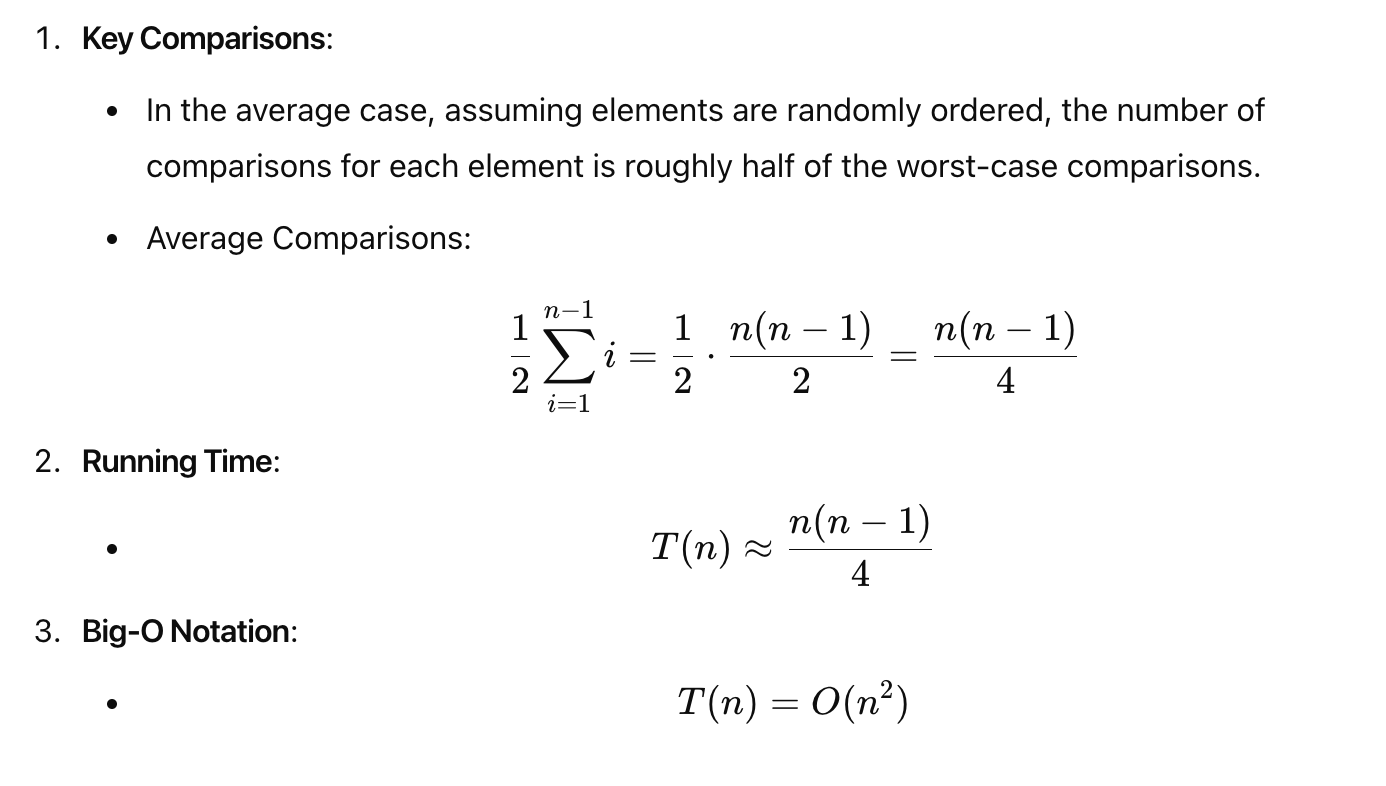 1. Key Comparisons:
• In the average case, assuming elements are randomly ordered, the number of
comparisons for each element is roughly half of the worst-case comparisons.
• Average Comparisons:
$$\frac{1}{2} \sum_{i=1}^{n-1} i = \frac{1}{2} \cdot \frac{n(n-1)}{2} = \frac{n(n-1)}{4}$$
2. Running Time:
• $$T(n) \approx \frac{n(n-1)}{4}$$
3. Big-O Notation:
• $$T(n) = O(n^2)$$